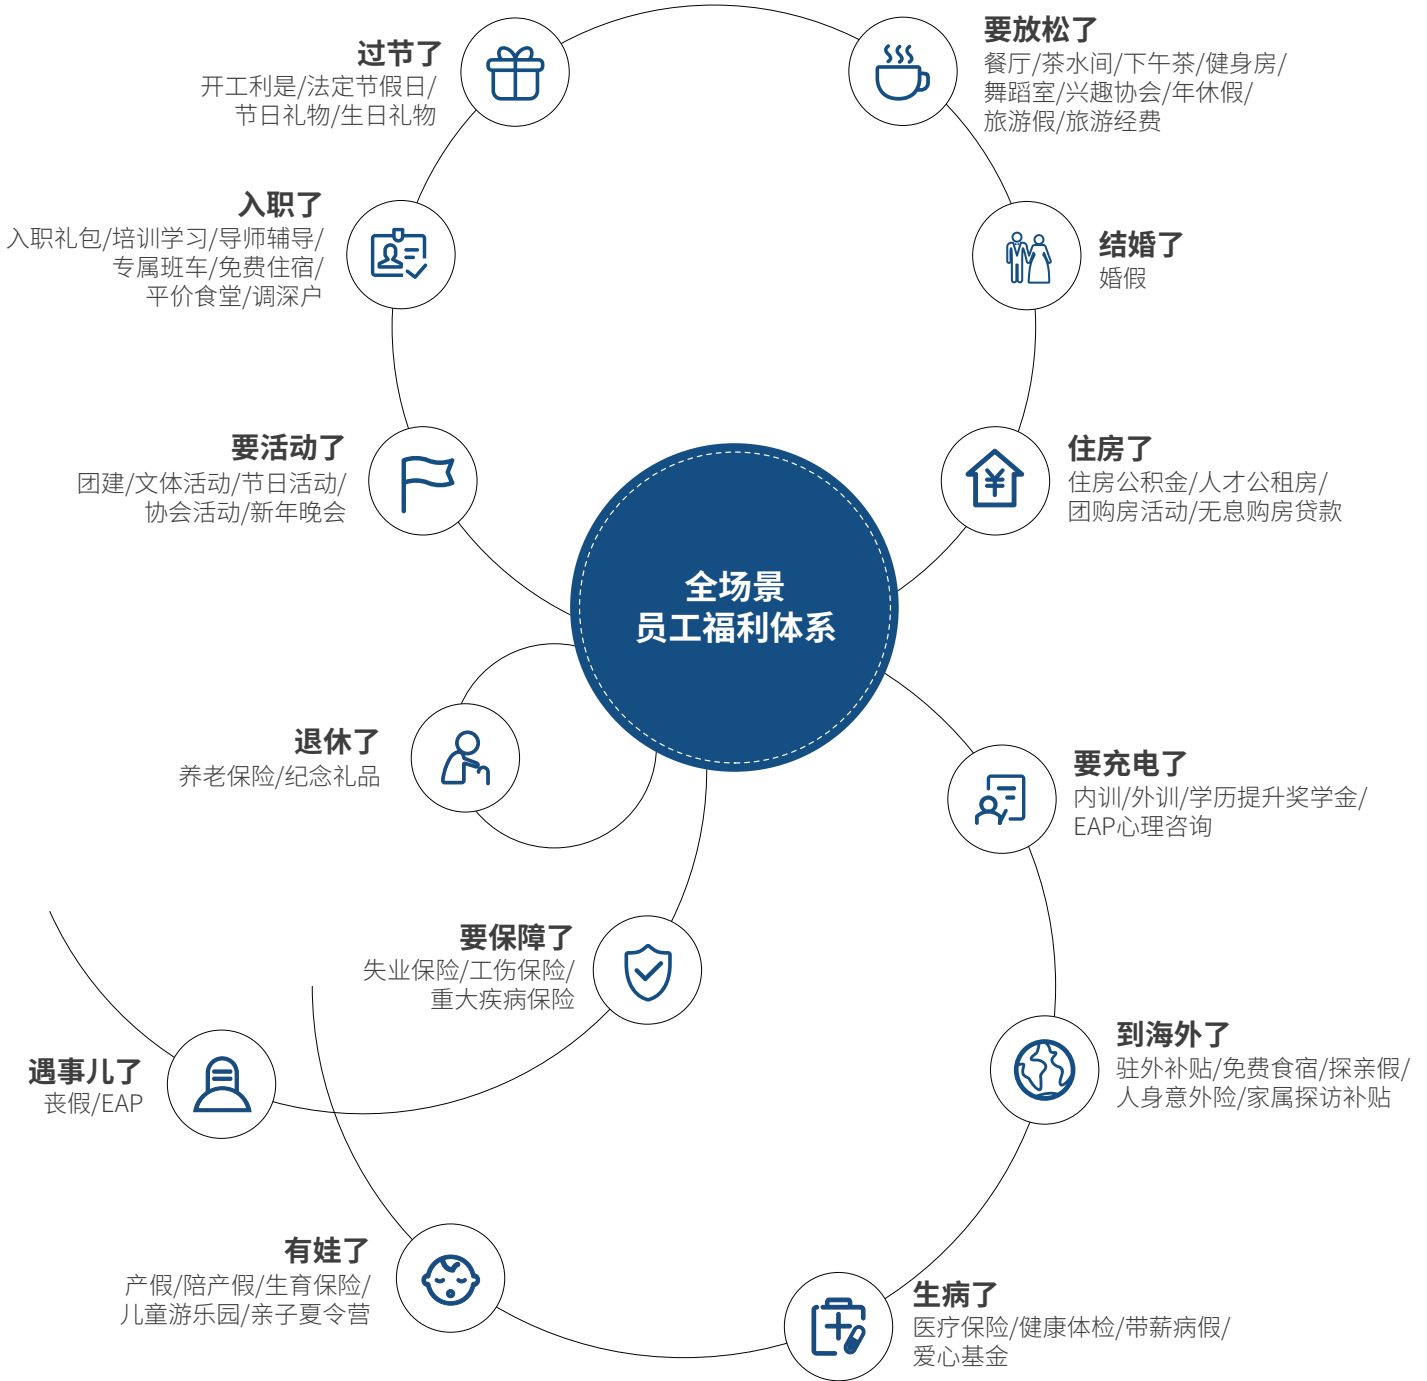 过节了
开工利是/法定节假日/
节日礼物/生日礼物
要放松了
餐厅/茶水间/下午茶/健身房/
舞蹈室/兴趣协会/年休假/
旅游假/旅游经费
入职了
入职礼包/培训学习/导师辅导/
专属班车/免费住宿/
平价食堂/调深户
结婚了
婚假
要活动了
团建/文体活动/节日活动/
协会活动/新年晚会
住房了
住房公积金/人才公租房/
团购房活动/无息购房贷款
全场景
员工福利体系
退休了
养老保险/纪念礼品
要充电了
内训/外训/学历提升奖学金/
EAP心理咨询
要保障了
失业保险/工伤保险/
重大疾病保险
到海外了
驻外补贴/免费食宿/探亲假/
人身意外险/家属探访补贴
遇事儿了
丧假/EAP
有娃了
产假/陪产假/生育保险/
儿童游乐园/亲子夏令营
生病了
医疗保险/健康体检/带薪病假/
爱心基金